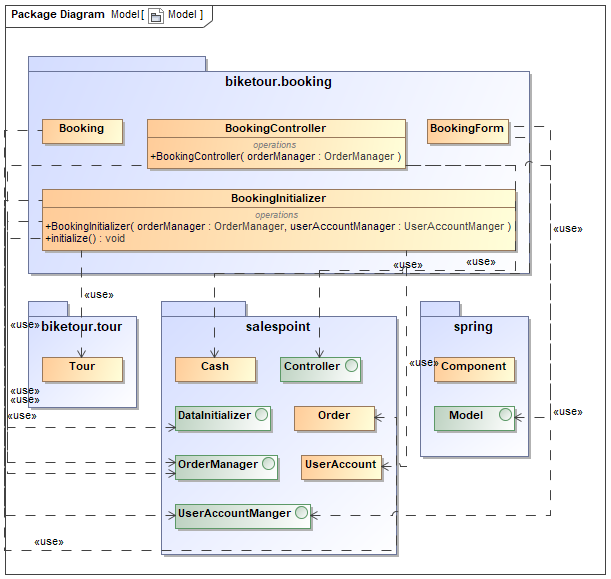 Package Diagram Model [ Model ]
biketour.booking
Booking
BookingController
operations
+BookingController( orderManager : OrderManager )
BookingForm
BookingInitializer
operations
+BookingInitializer( orderManager : OrderManager, userAccountManager : UserAccountManger )
+initialize() : void
«use»
«use»
«use»
«use»
biketour.tour
Tour
«use»
«use»
«use»
«use»
salespoint
Cash
Controller
DataInitializer
Order
OrderManager
UserAccount
UserAccountManger
spring
«use»
Component
Model
«use»
«use»